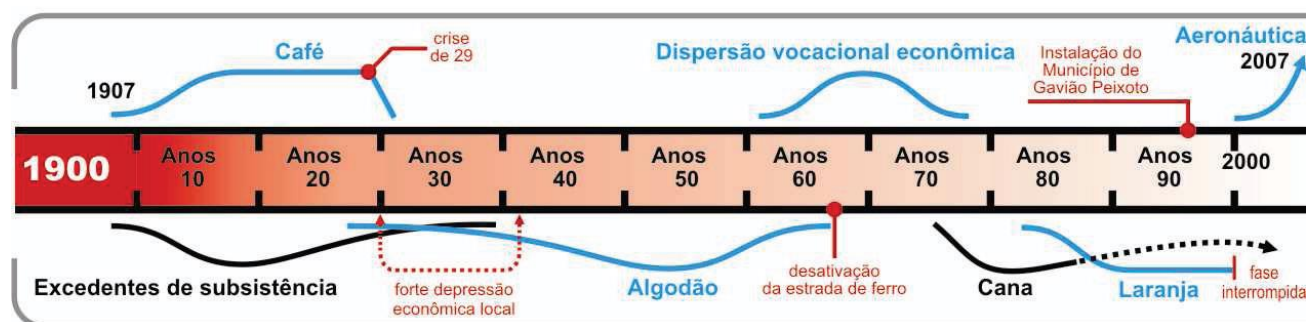 Café
crise
de 29
Dispersão vocacional econômica
Instalação do
Município de
Gavião Peixoto
Aeronáutica
2007
1907
1900
Anos
10
Anos
20
Anos
30
Anos
40
Anos
50
Anos
60
Anos
70
Anos
80
Anos
90
2000
Excedentes de subsistência
forte depressão
econômica local
Algodão
desativação
da estrada de ferro
Cana
Laranja
fase
interrompida